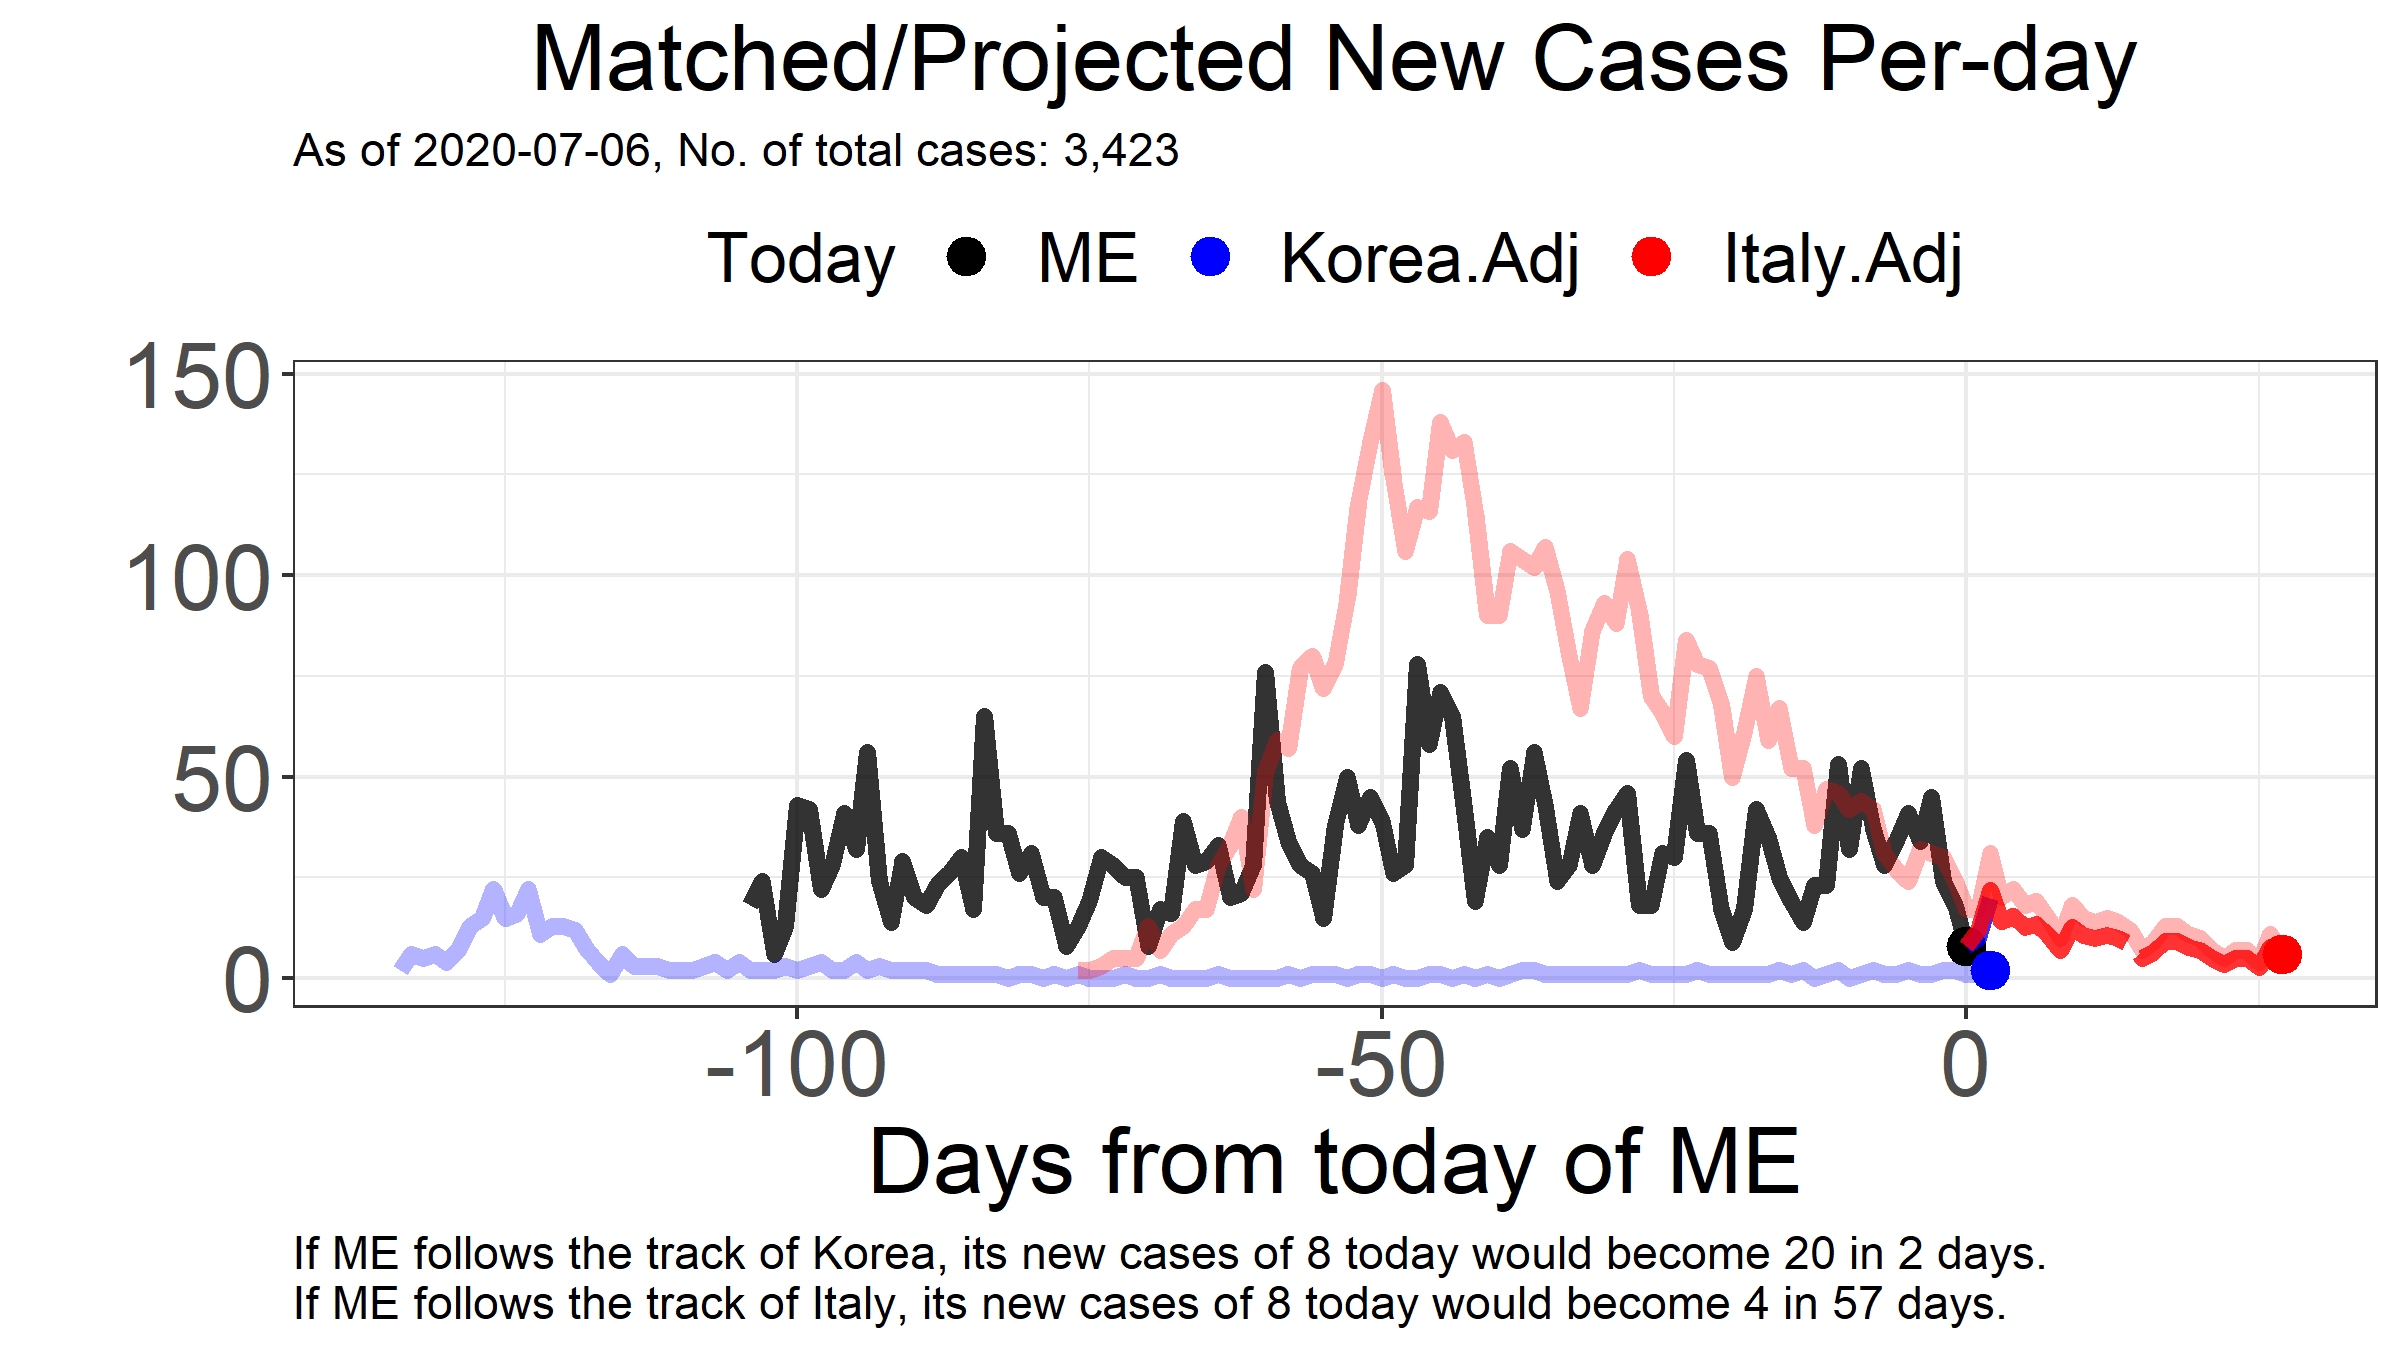 Matched/Projected New Cases Per-day
As of 2020-07-06, No. of total cases: 3,423
Today ME Korea.Adj Italy.Adj
150
100
50
0
-100 -50 0
Days from today of ME
If ME follows the track of Korea, its new cases of 8 today would become 20 in 2 days.
If ME follows the track of Italy, its new cases of 8 today would become 4 in 57 days.